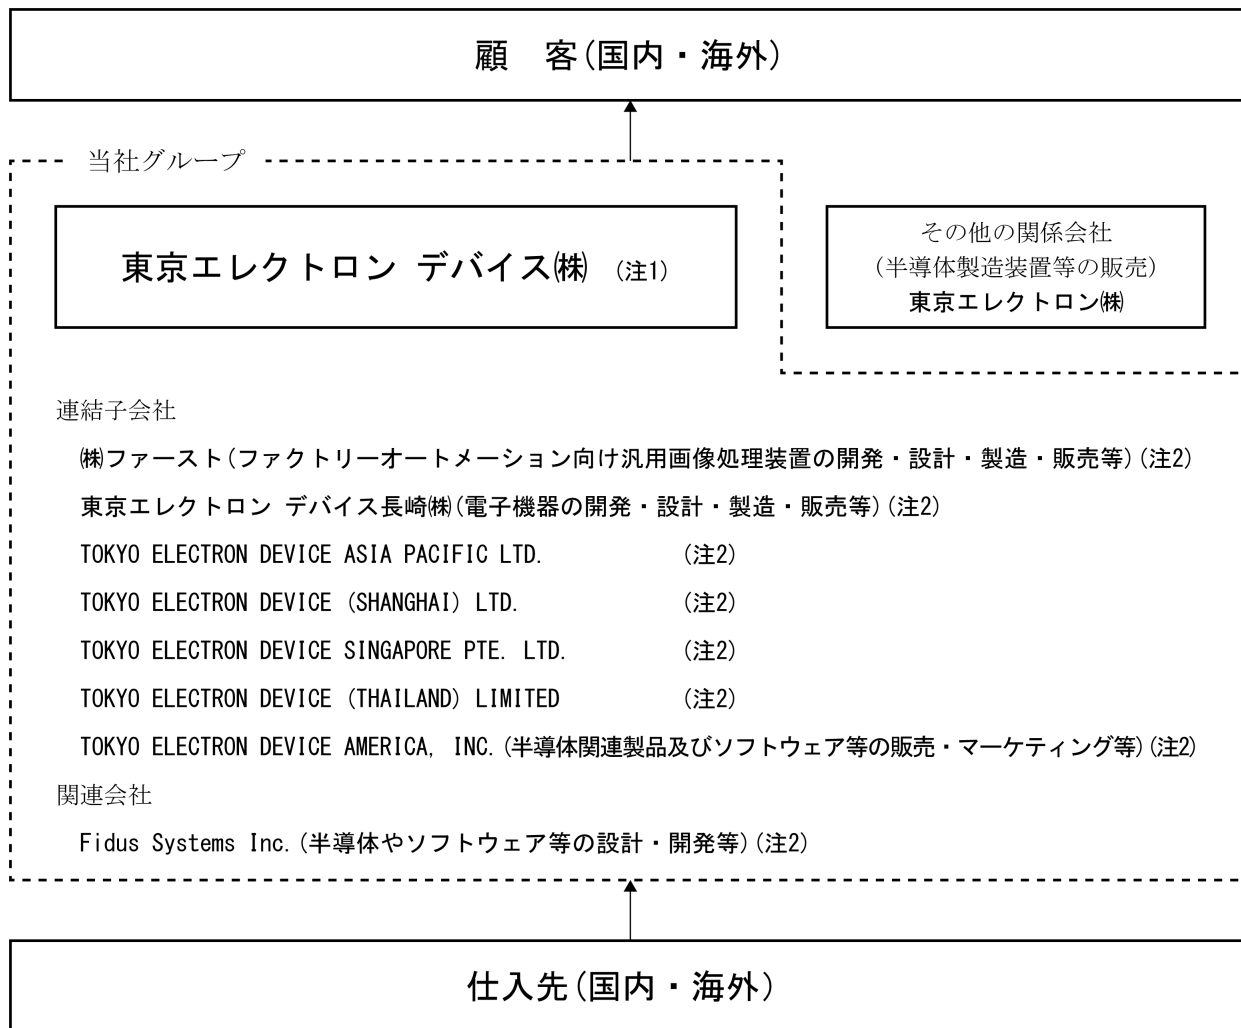 顧　客(国内・海外)
当社グループ
東京エレクトロン デバイス㈱ (注1)
その他の関係会社
(半導体製造装置等の販売)
東京エレクトロン㈱
連結子会社
㈱ファースト(ファクトリーオートメーション向け汎用画像処理装置の開発・設計・製造・販売等)(注2)
東京エレクトロン デバイス長崎㈱(電子機器の開発・設計・製造・販売等)(注2)
TOKYO ELECTRON DEVICE ASIA PACIFIC LTD. (注2)
TOKYO ELECTRON DEVICE (SHANGHAI) LTD. (注2)
TOKYO ELECTRON DEVICE SINGAPORE PTE. LTD. (注2)
TOKYO ELECTRON DEVICE (THAILAND) LIMITED (注2)
TOKYO ELECTRON DEVICE AMERICA, INC.(半導体関連製品及びソフトウェア等の販売・マーケティング等)(注2)
関連会社
Fidus Systems Inc.(半導体やソフトウェア等の設計・開発等)(注2)
仕入先(国内・海外)